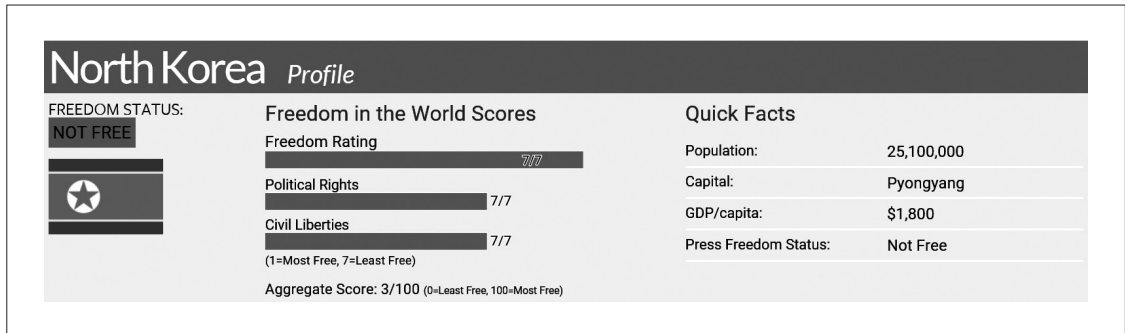 North Korea Profile
FREEDOM STATUS:
NOT FREE
Freedom in the World Scores
Freedom Rating
7/7
Political Rights
7/7
Civil Liberties
7/7
(1=Most Free, 7=Least Free)
Aggregate Score: 3/100 (0=Least Free, 100=Most Free)
Quick Facts
Population: 25,100,000
Capital: Pyongyang
GDP/capita: $1,800
Press Freedom Status: Not Free